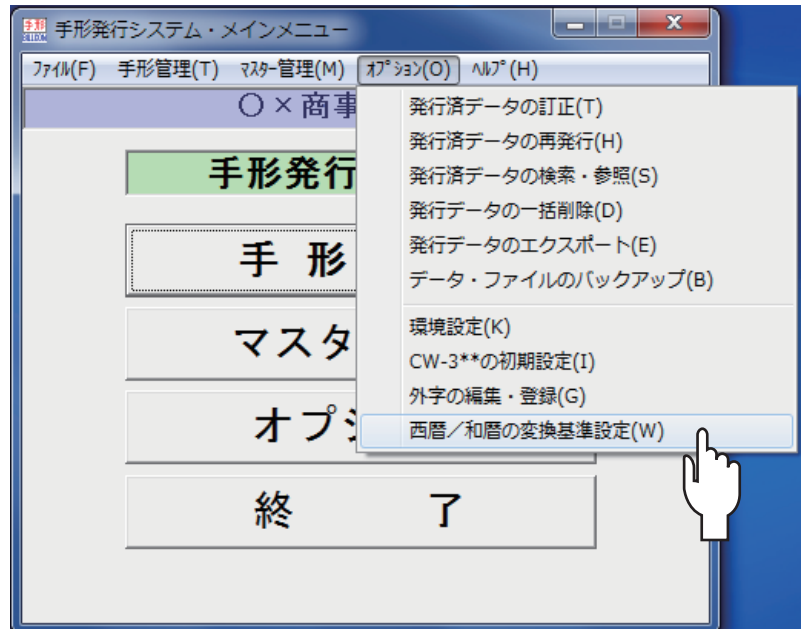 手形発行システム・メインメニュー
ﾌｧｲﾙ(F) 手形管理(T) ﾏｽﾀｰ管理(M) ｵﾌﾟｼｮﾝ(O) ﾍﾙﾌﾟ(H)
○×商事
手形発行
手 形
マスタ
オプシ
終 了
発行済データの訂正(T)
発行済データの再発行(H)
発行済データの検索・参照(S)
発行データの一括削除(D)
発行データのエクスポート(E)
データ・ファイルのバックアップ(B)
環境設定(K)
CW-3**の初期設定(I)
外字の編集・登録(G)
西暦／和暦の変換基準設定(W)